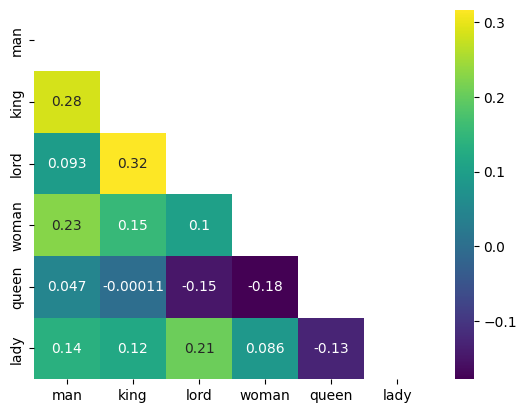 man
king
lord
woman
queen
lady
0.28
0.093 0.32
0.23 0.15 0.1
0.047 -0.00011 -0.15 -0.18
0.14 0.12 0.21 0.086 -0.13
man king lord woman queen lady
0.3
0.2
0.1
0.0
−0.1